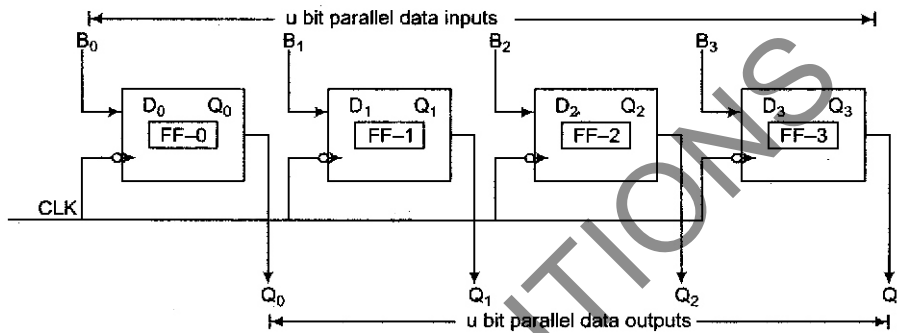 u bit parallel data inputs
B₀ B₁ B₂ B₃
D₀ Q₀ D₁ Q₁ D₂ Q₂ D₃ Q₃
FF–0 FF–1 FF–2 FF–3
CLK
Q₀ Q₁ Q₂ Q
u bit parallel data outputs